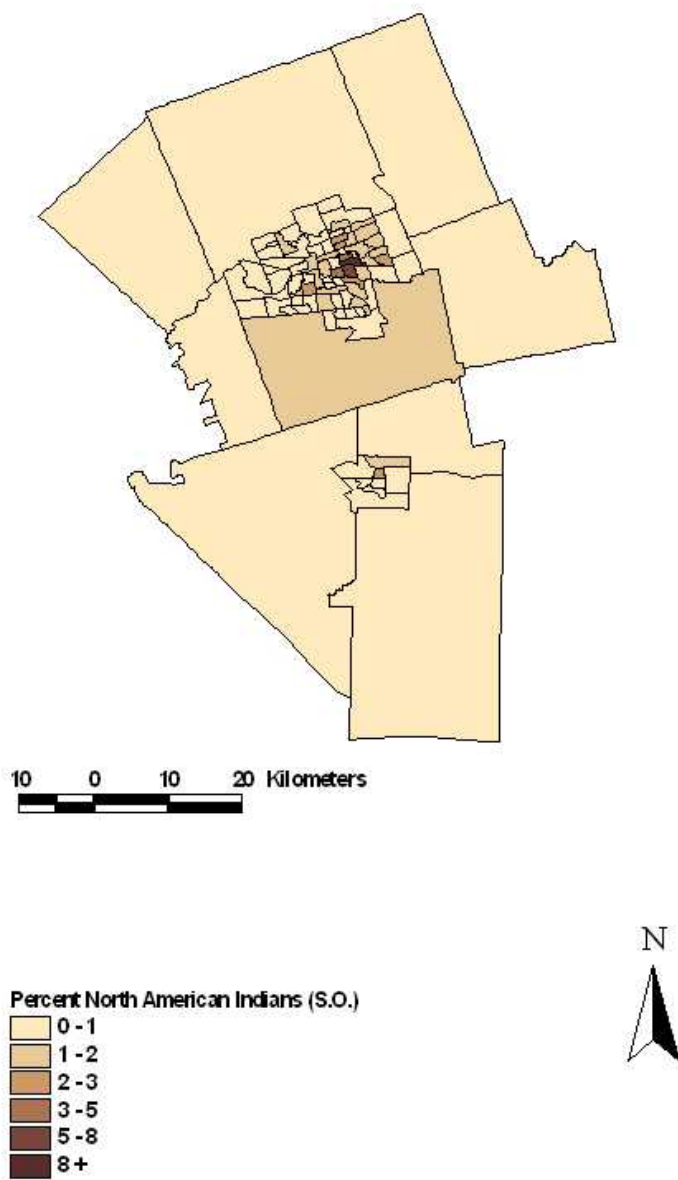 10 0 10 20 Kilometers
N
Percent North American Indians (S.O.)
0 - 1
1 - 2
2 - 3
3 - 5
5 - 8
8 +